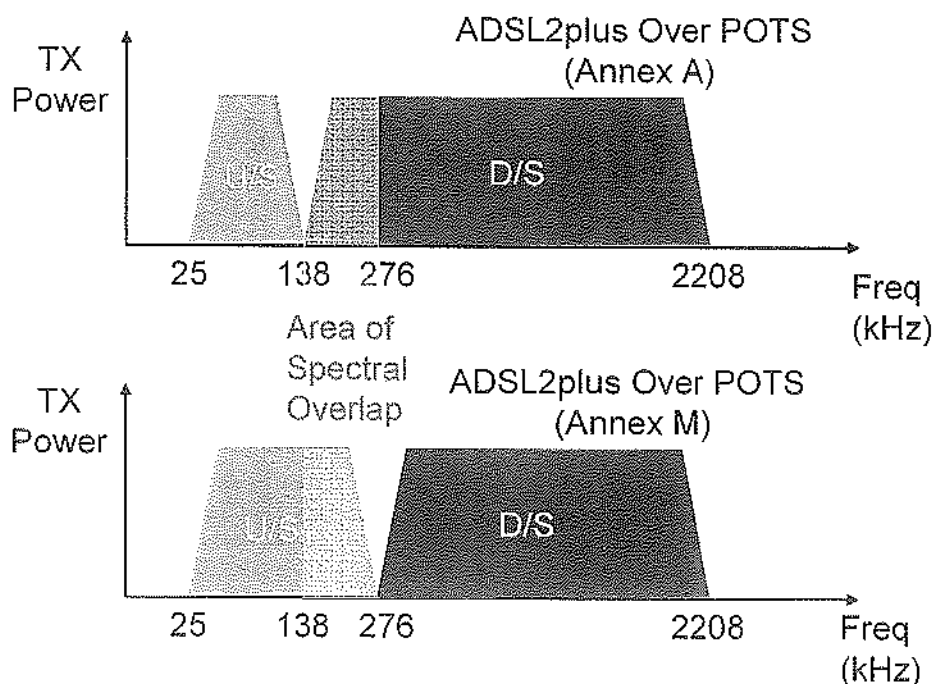 ADSL2plus Over POTS
(Annex A)
TX
Power
U/S
D/S
25
138
276
2208
Freq
(kHz)
Area of
Spectral
Overlap
ADSL2plus Over POTS
(Annex M)
TX
Power
U/S
D/S
25
138
276
2208
Freq
(kHz)